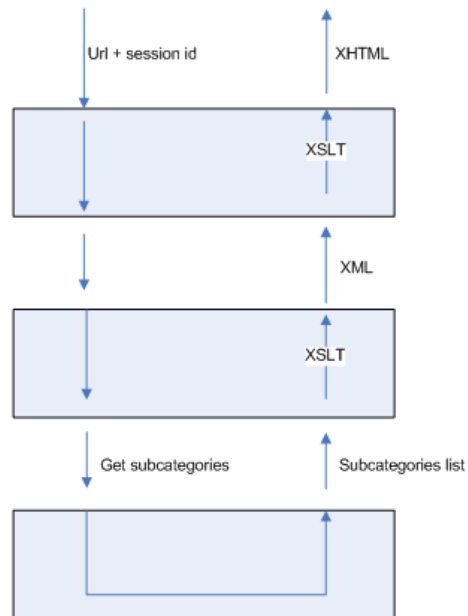 Url + session id
XHTML
XSLT
XML
XSLT
Get subcategories
Subcategories list